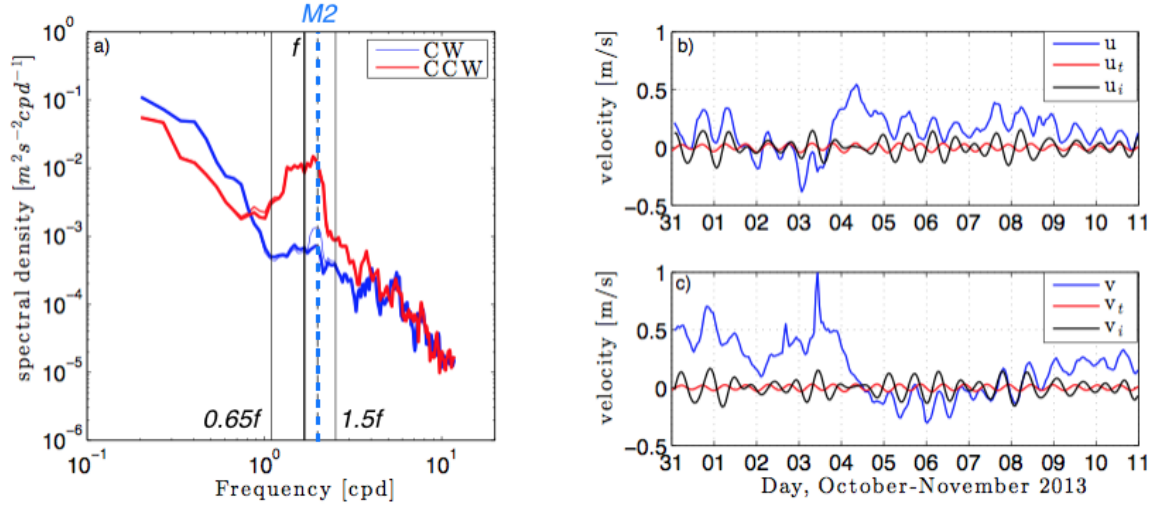 M2
a)
f
CW
CCW
10^0
10^-1
10^-2
10^-3
10^-4
10^-5
10^-6
spectral density [m^2s^-2cpd^-1]
0.65f
1.5f
10^-1
10^0
10^1
Frequency [cpd]
b)
u
u_t
u_i
1
0.5
0
-0.5
velocity [m/s]
31 01 02 03 04 05 06 07 08 09 10 11
c)
v
v_t
v_i
1
0.5
0
-0.5
velocity [m/s]
31 01 02 03 04 05 06 07 08 09 10 11
Day, October-November 2013